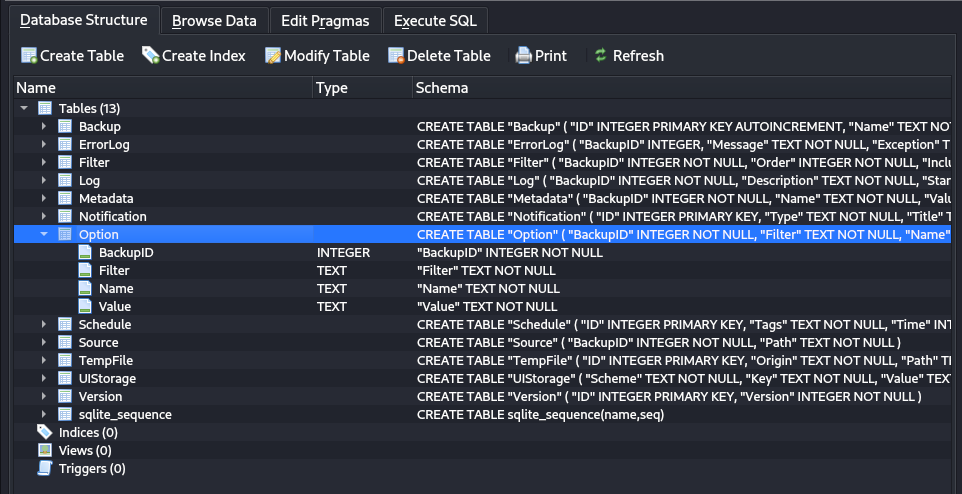 Database Structure Browse Data Edit Pragmas Execute SQL
Create Table Create Index Modify Table Delete Table Print Refresh
Name Type Schema
Tables (13)
Backup CREATE TABLE "Backup" ( "ID" INTEGER PRIMARY KEY AUTOINCREMENT, "Name" TEXT NOT
ErrorLog CREATE TABLE "ErrorLog" ( "BackupID" INTEGER, "Message" TEXT NOT NULL, "Exception" T
Filter CREATE TABLE "Filter" ( "BackupID" INTEGER NOT NULL, "Order" INTEGER NOT NULL, "Inclu
Log CREATE TABLE "Log" ( "BackupID" INTEGER NOT NULL, "Description" TEXT NOT NULL, "Star
Metadata CREATE TABLE "Metadata" ( "BackupID" INTEGER NOT NULL, "Name" TEXT NOT NULL, "Valu
Notification CREATE TABLE "Notification" ( "ID" INTEGER PRIMARY KEY, "Type" TEXT NOT NULL, "Title" T
Option CREATE TABLE "Option" ( "BackupID" INTEGER NOT NULL, "Filter" TEXT NOT NULL, "Name"
BackupID INTEGER "BackupID" INTEGER NOT NULL
Filter TEXT "Filter" TEXT NOT NULL
Name TEXT "Name" TEXT NOT NULL
Value TEXT "Value" TEXT NOT NULL
Schedule CREATE TABLE "Schedule" ( "ID" INTEGER PRIMARY KEY, "Tags" TEXT NOT NULL, "Time" INT
Source CREATE TABLE "Source" ( "BackupID" INTEGER NOT NULL, "Path" TEXT NOT NULL )
TempFile CREATE TABLE "TempFile" ( "ID" INTEGER PRIMARY KEY, "Origin" TEXT NOT NULL, "Path" T
UIStorage CREATE TABLE "UIStorage" ( "Scheme" TEXT NOT NULL, "Key" TEXT NOT NULL, "Value" TEX
Version CREATE TABLE "Version" ( "ID" INTEGER PRIMARY KEY, "Version" INTEGER NOT NULL )
sqlite_sequence CREATE TABLE sqlite_sequence(name,seq)
Indices (0)
Views (0)
Triggers (0)